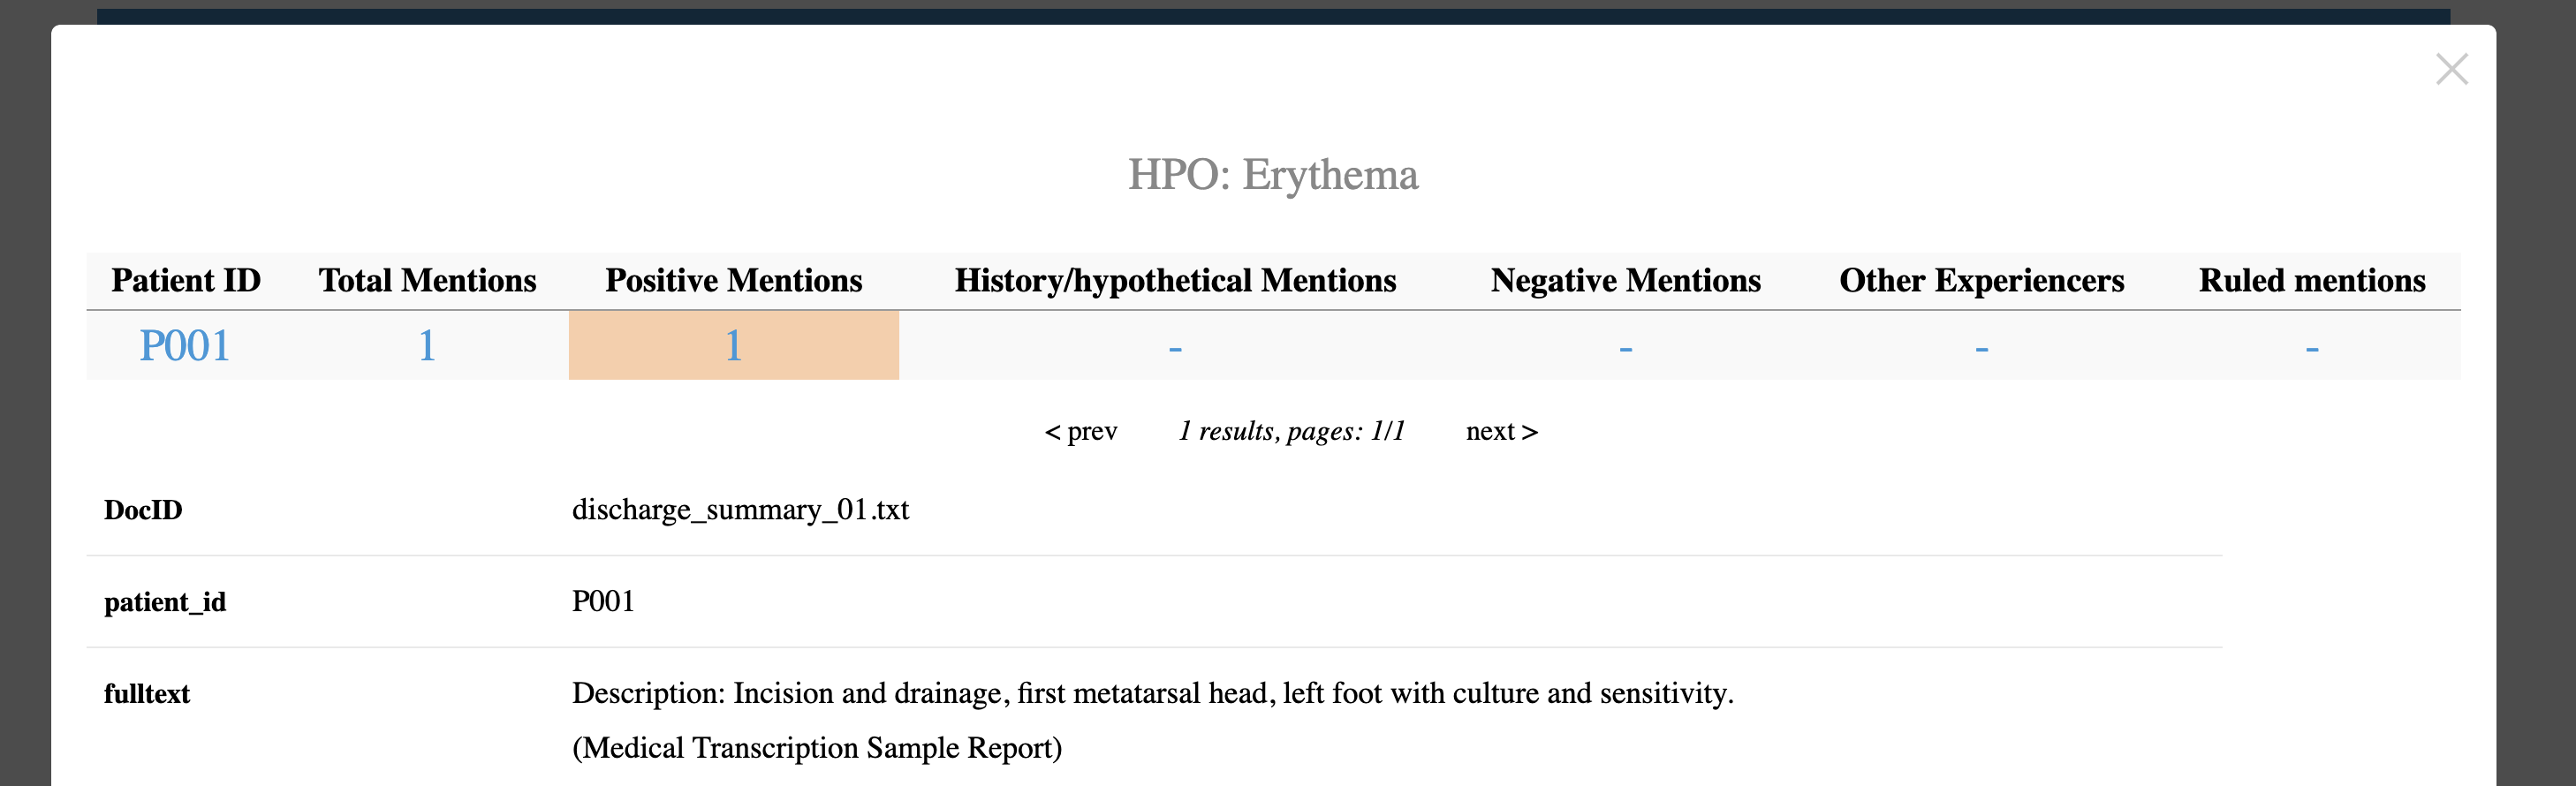 HPO: Erythema
Patient ID Total Mentions Positive Mentions History/hypothetical Mentions Negative Mentions Other Experiencers Ruled mentions
P001 1 1 - - - -
< prev 1 results, pages: 1/1 next >
DocID discharge_summary_01.txt
patient_id P001
fulltext Description: Incision and drainage, first metatarsal head, left foot with culture and sensitivity.
(Medical Transcription Sample Report)